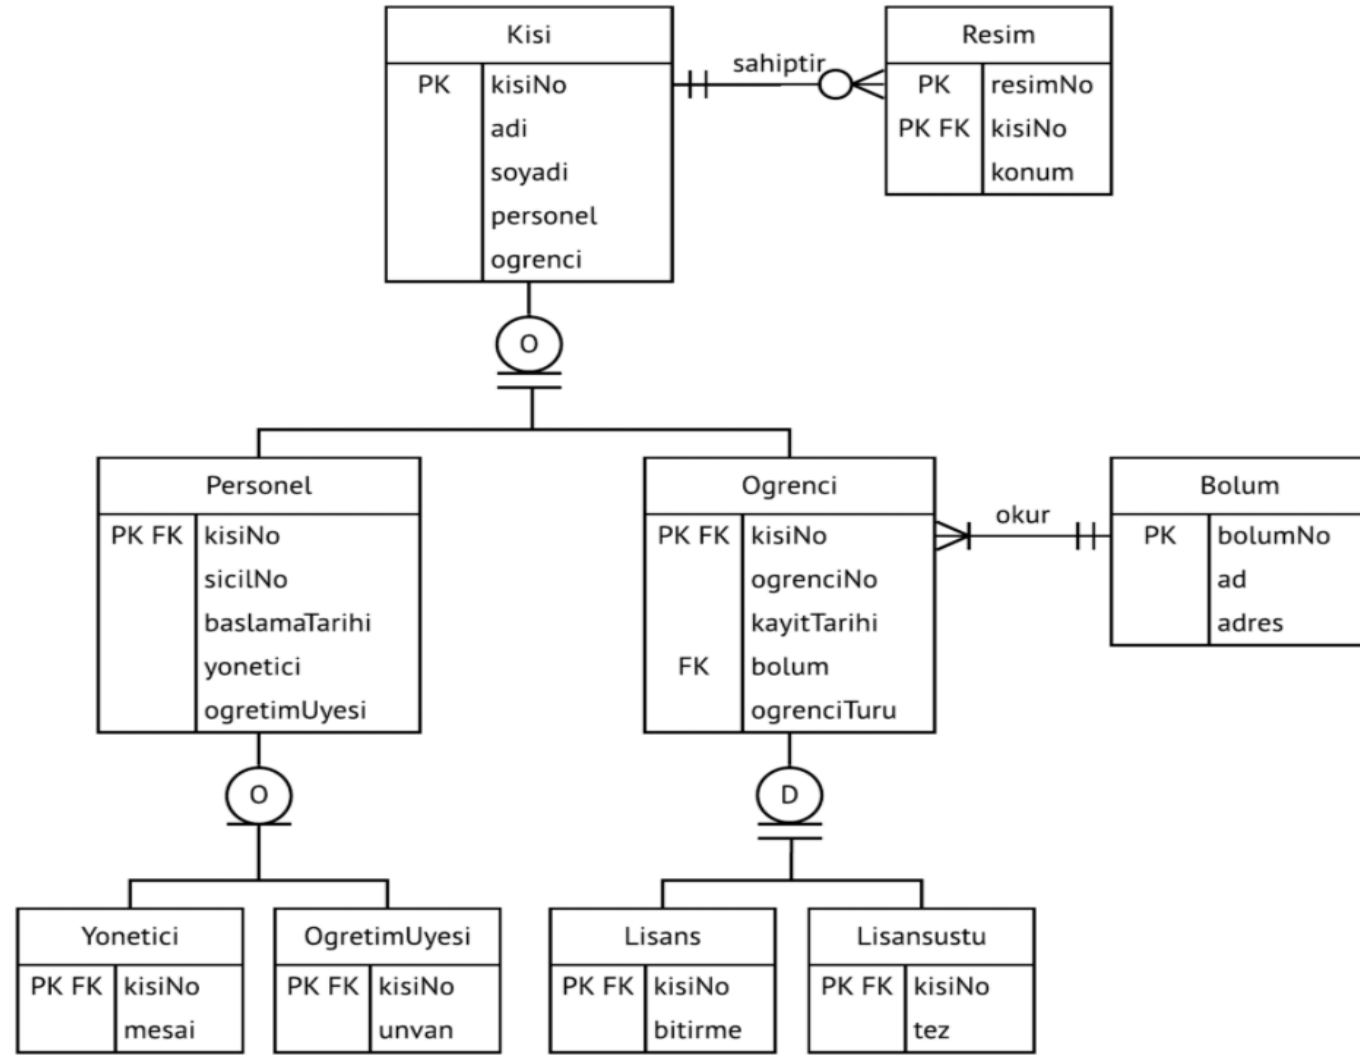 Kisi
PK kisiNo
adi
soyadi
personel
ogrenci
sahiptir
Resim
PK resimNo
PK FK kisiNo
konum
O
Personel
PK FK kisiNo
sicilNo
baslamaTarihi
yonetici
ogretimUyesi
Ogrenci
PK FK kisiNo
ogrenciNo
kayitTarihi
FK bolum
ogrenciTuru
okur
Bolum
PK bolumNo
ad
adres
O
D
Yonetici
PK FK kisiNo
mesai
OgretimUyesi
PK FK kisiNo
unvan
Lisans
PK FK kisiNo
bitirme
Lisansustu
PK FK kisiNo
tez